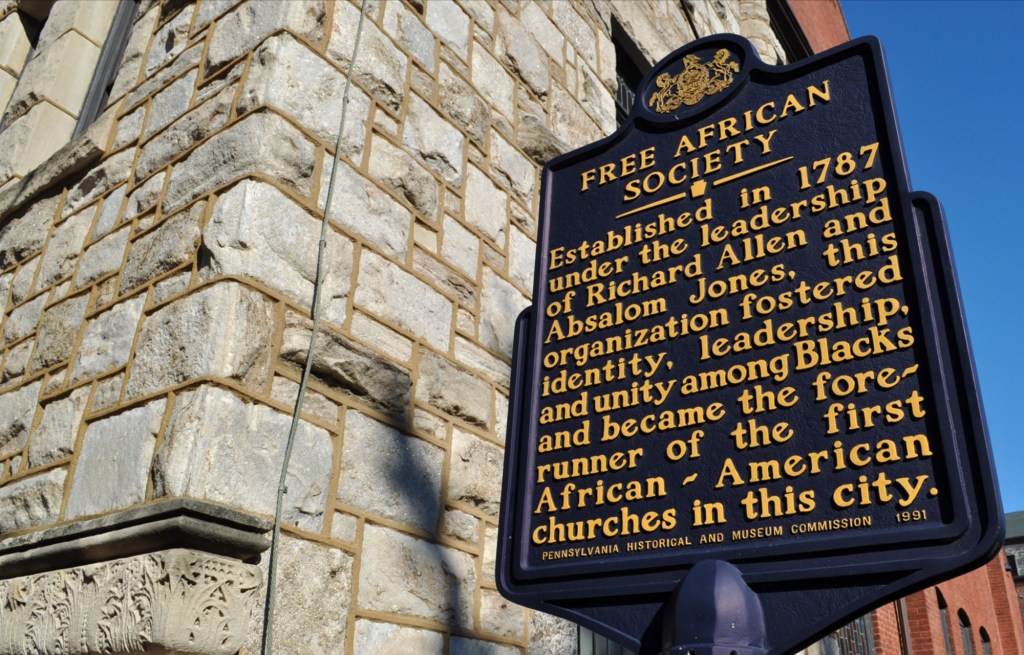 FREE AFRICAN
SOCIETY
Established in 1787
under the leadership
of Richard Allen and
Absalom Jones, this
organization fostered
identity, leadership,
and unity among Blacks
and became the fore~
runner of the first
African ~ American
churches in this city.
PENNSYLVANIA HISTORICAL AND MUSEUM COMMISSION 1991